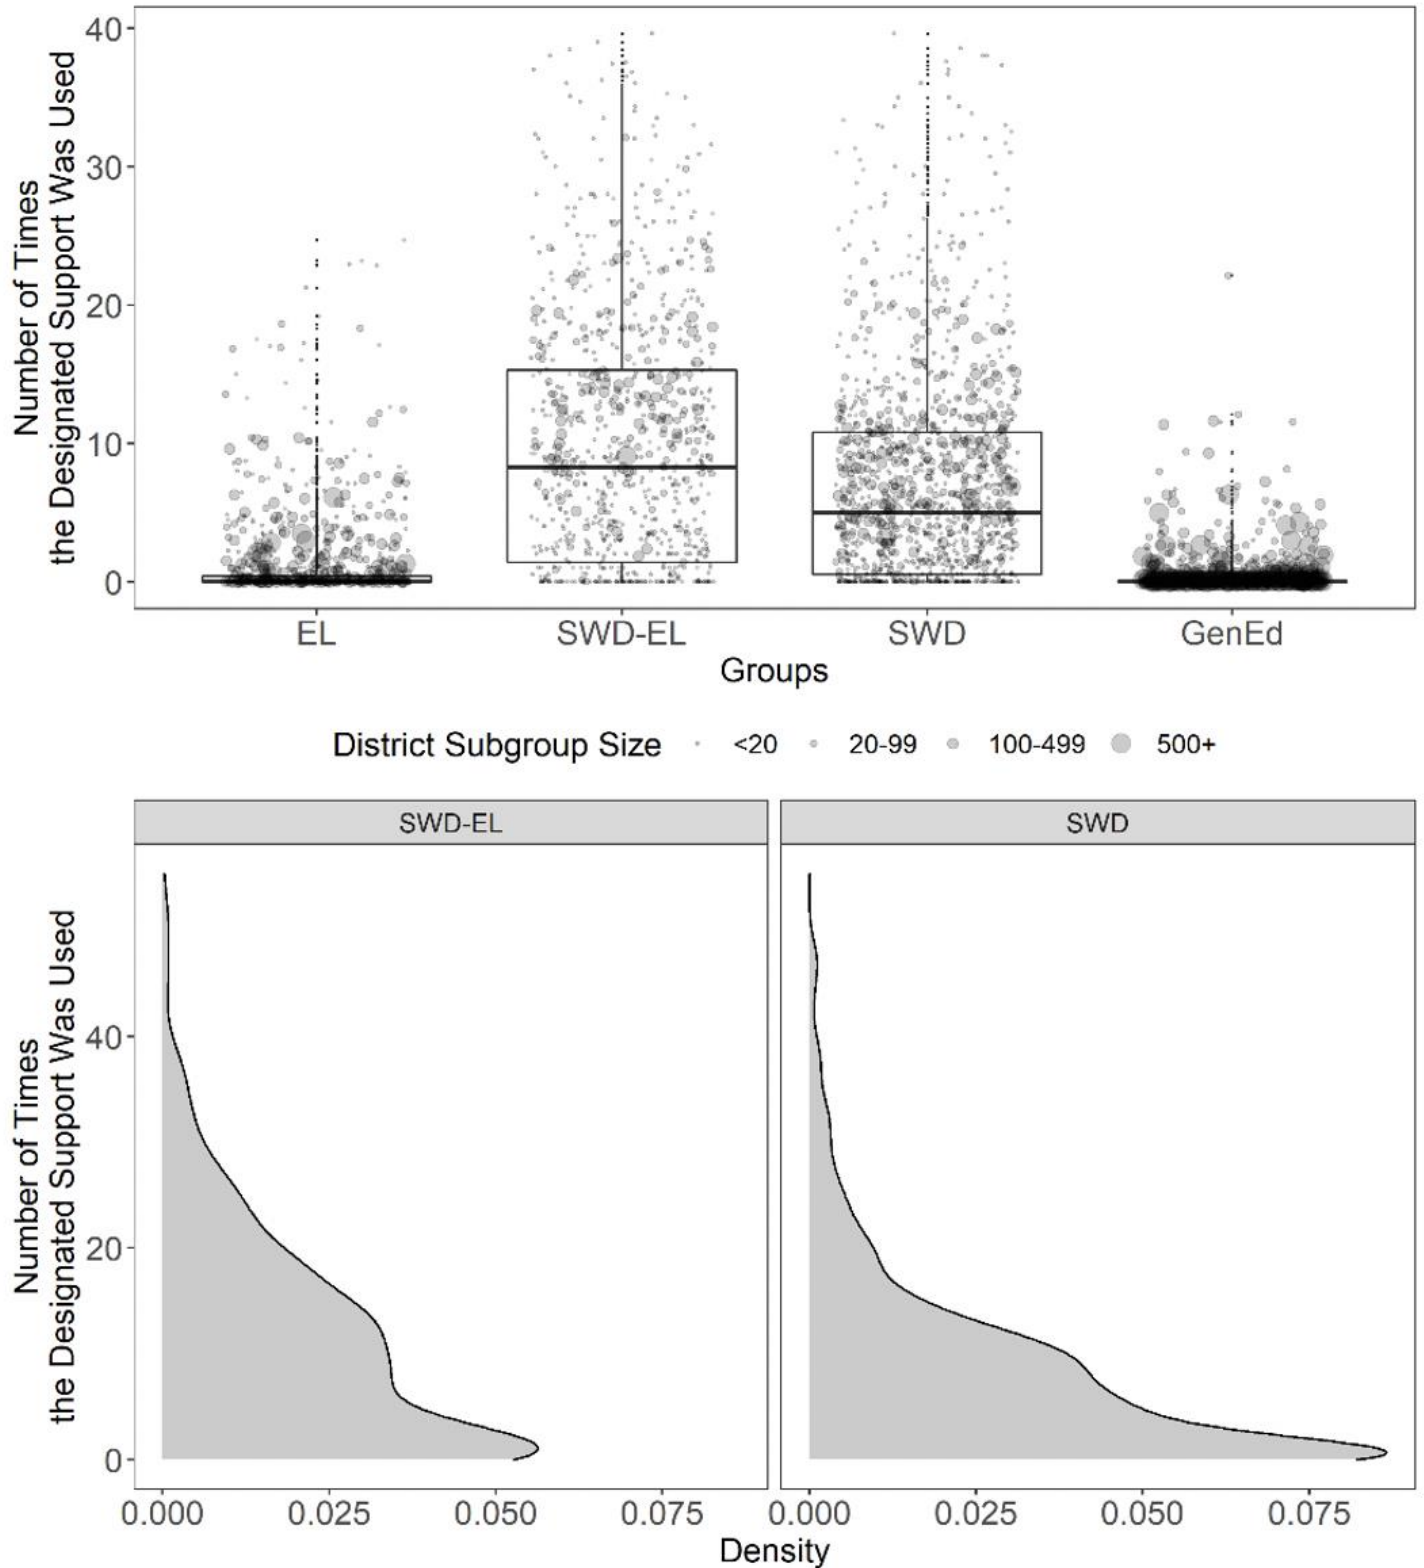 Number of Times
the Designated Support Was Used
40
30
20
10
0
EL SWD-EL SWD GenEd
Groups
District Subgroup Size <20 20-99 100-499 500+
SWD-EL SWD
Number of Times
the Designated Support Was Used
40
20
0
0.000 0.025 0.050 0.075 0.000 0.025 0.050 0.075
Density